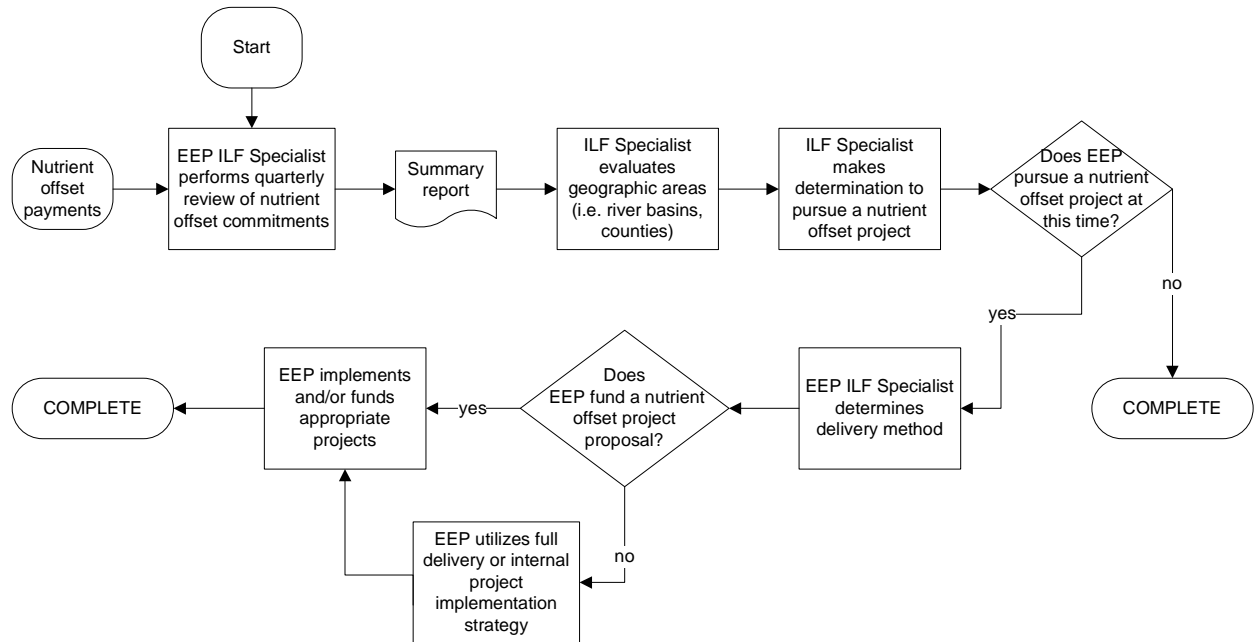 Start
Nutrient
offset
payments
EEP ILF Specialist
performs quarterly
review of nutrient
offset commitments
Summary
report
ILF Specialist
evaluates
geographic areas
(i.e. river basins,
counties)
ILF Specialist
makes
determination to
pursue a nutrient
offset project
Does EEP
pursue a nutrient
offset project at
this time?
no
yes
COMPLETE
EEP ILF Specialist
determines
delivery method
Does
EEP fund a nutrient
offset project
proposal?
yes
no
EEP implements
and/or funds
appropriate
projects
COMPLETE
EEP utilizes full
delivery or internal
project
implementation
strategy